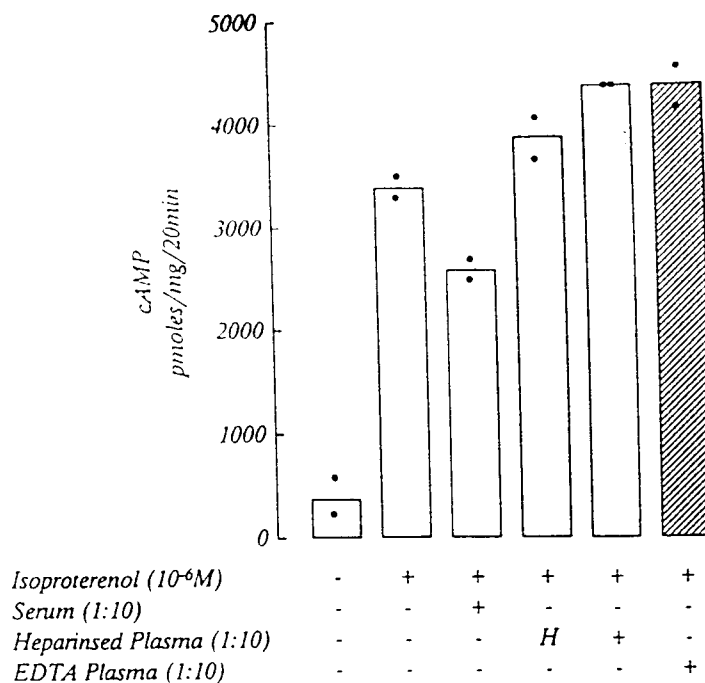 5000
4000
3000
2000
1000
0
cAMP
pmoles/mg/20min
Isoproterenol (10⁻⁶M) - + + + + +
Serum (1:10) - - + - - -
Heparinsed Plasma (1:10) - - - H + -
EDTA Plasma (1:10) - - - - - +